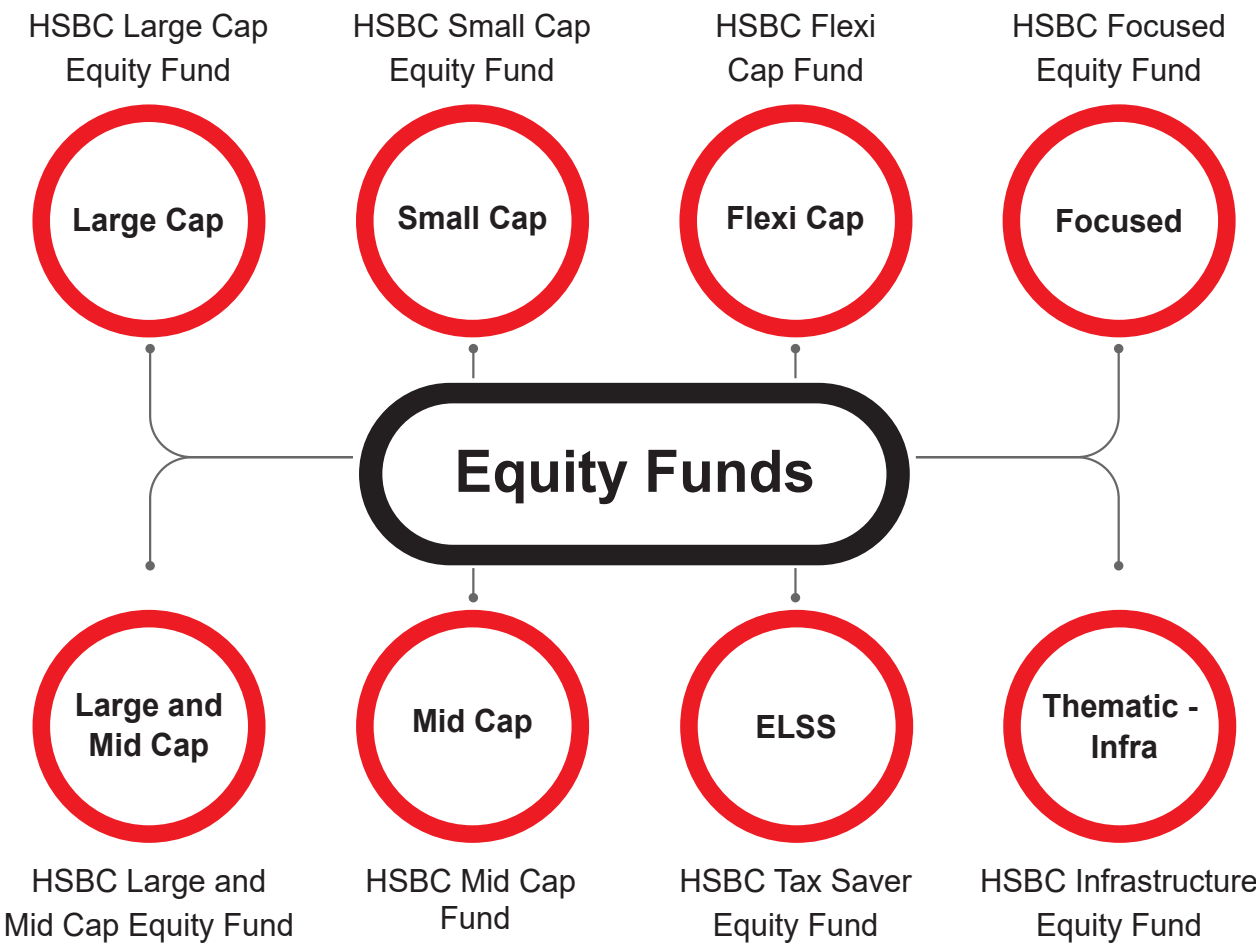 HSBC Large Cap
Equity Fund
HSBC Small Cap
Equity Fund
HSBC Flexi
Cap Fund
HSBC Focused
Equity Fund
Large Cap
Small Cap
Flexi Cap
Focused
Equity Funds
Large and
Mid Cap
Mid Cap
ELSS
Thematic -
Infra
HSBC Large and
Mid Cap Equity Fund
HSBC Mid Cap
Fund
HSBC Tax Saver
Equity Fund
HSBC Infrastructure
Equity Fund